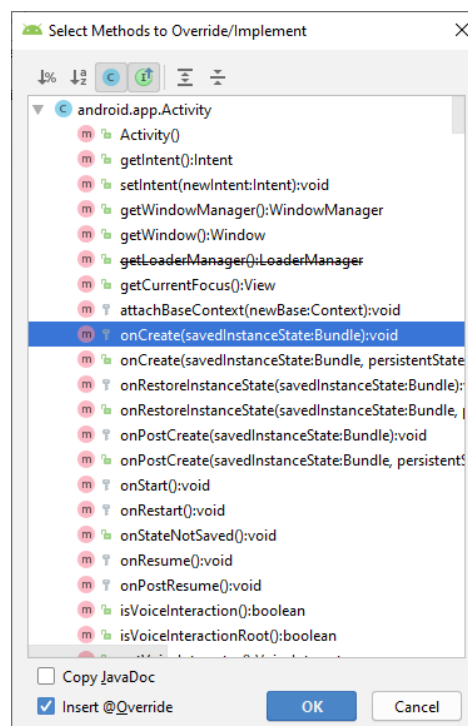 Select Methods to Override/Implement
android.app.Activity
Activity()
getIntent():Intent
setIntent(newIntent:Intent):void
getWindowManager():WindowManager
getWindow():Window
getLoaderManager():LoaderManager
getCurrentFocus():View
attachBaseContext(newBase:Context):void
onCreate(savedInstanceState:Bundle):void
onCreate(savedInstanceState:Bundle, persistentState
onRestoreInstanceState(savedInstanceState:Bundle):
onRestoreInstanceState(savedInstanceState:Bundle,
onPostCreate(savedInstanceState:Bundle):void
onPostCreate(savedInstanceState:Bundle, persistentS
onStart():void
onRestart():void
onStateNotSaved():void
onResume():void
onPostResume():void
isVoiceInteraction():boolean
isVoiceInteractionRoot():boolean
Copy JavaDoc
Insert @Override
OK
Cancel